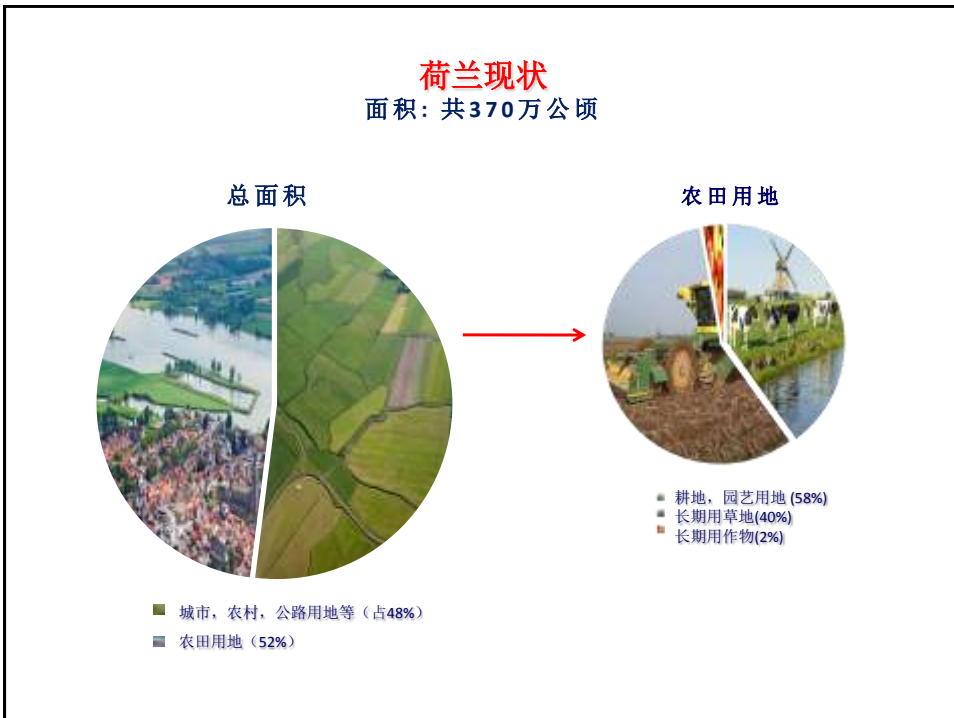 荷兰现状
面积: 共370万公顷
总面积
农田用地
耕地，园艺用地 (58%)
长期用草地(40%)
长期用作物(2%)
城市，农村，公路用地等（占48%）
农田用地（52%）